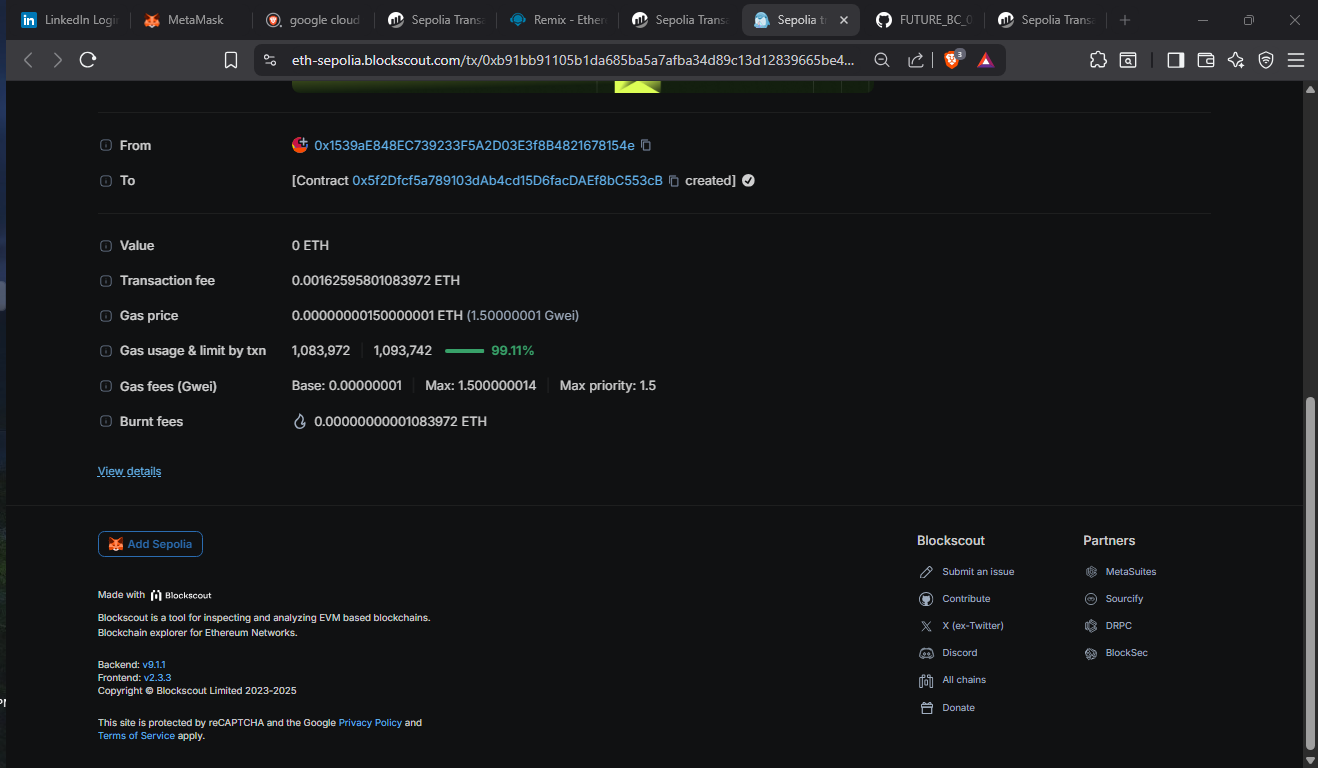 LinkedIn Login
MetaMask
google cloud
Sepolia Transa
Remix - Ether
Sepolia Transa
Sepolia tr
FUTURE_BC_0
Sepolia Transa
eth-sepolia.blockscout.com/tx/0xb91bb91105b1da685ba5a7afba34d89c13d12839665be4...
3
From
0x1539aE848EC739233F5A2D03E3f8B4821678154e
To
[Contract 0x5f2Dfcf5a789103dAb4cd15D6facDAEf8bC553cB created]
Value
0 ETH
Transaction fee
0.00162595801083972 ETH
Gas price
0.00000000150000001 ETH (1.50000001 Gwei)
Gas usage & limit by txn
1,083,972 1,093,742 99.11%
Gas fees (Gwei)
Base: 0.00000001 Max: 1.500000014 Max priority: 1.5
Burnt fees
0.00000000001083972 ETH
View details
Add Sepolia
Made with Blockscout
Blockscout is a tool for inspecting and analyzing EVM based blockchains.
Blockchain explorer for Ethereum Networks.
Backend: v9.1.1
Frontend: v2.3.3
Copyright © Blockscout Limited 2023-2025
This site is protected by reCAPTCHA and the Google Privacy Policy and
Terms of Service apply.
Blockscout
Submit an issue
Contribute
X (ex-Twitter)
Discord
All chains
Donate
Partners
MetaSuites
Sourcify
DRPC
BlockSec